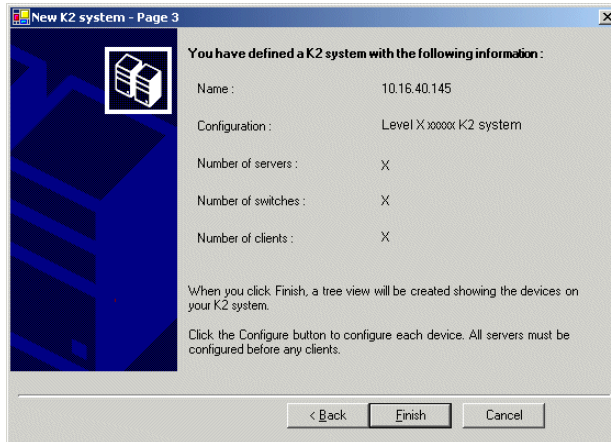 New K2 system - Page 3
You have defined a K2 system with the following information :
Name : 10.16.40.145
Configuration : Level X xxxxx K2 system
Number of servers : X
Number of switches : X
Number of clients : X
When you click Finish, a tree view will be created showing the devices on
your K2 system.
Click the Configure button to configure each device. All servers must be
configured before any clients.
< Back Finish Cancel